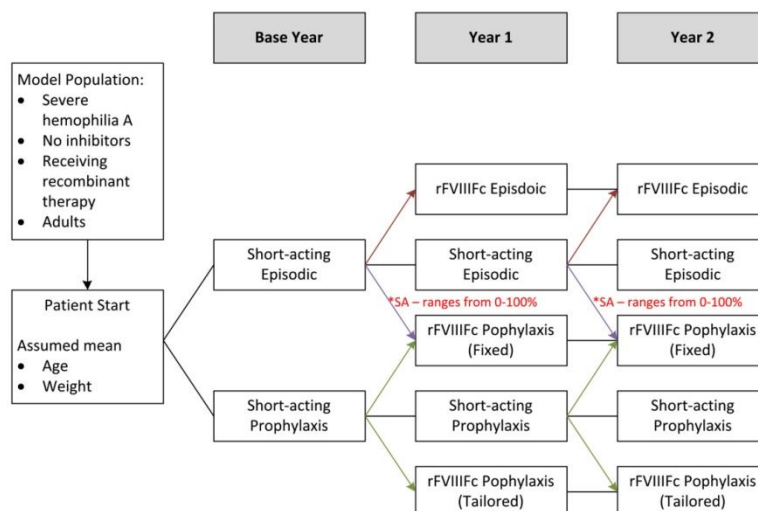 Base Year
Year 1
Year 2
Model Population:
● Severe
hemophilia A
● No inhibitors
● Receiving
recombinant
therapy
● Adults
Patient Start
Assumed mean
● Age
● Weight
Short-acting
Episodic
Short-acting
Prophylaxis
rFVIIIFc Episdoic
Short-acting
Episodic
*SA – ranges from 0-100%
rFVIIIFc Pophylaxis
(Fixed)
Short-acting
Prophylaxis
rFVIIIFc Pophylaxis
(Tailored)
rFVIIIFc Episodic
Short-acting
Episodic
*SA – ranges from 0-100%
rFVIIIFc Pophylaxis
(Fixed)
Short-acting
Prophylaxis
rFVIIIFc Pophylaxis
(Tailored)